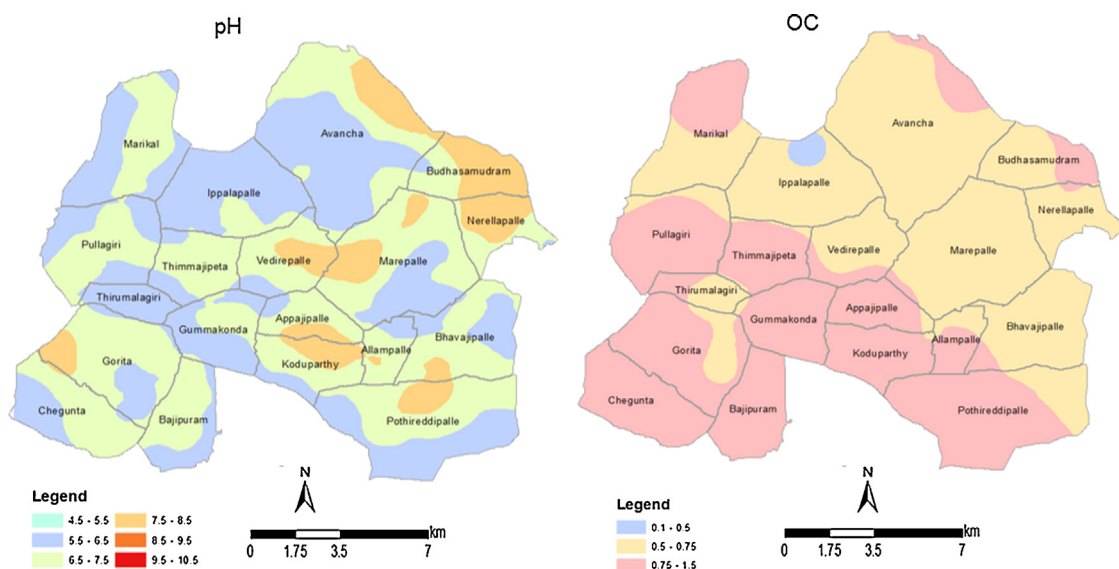 pH
Marikal
Avancha
Budhasamudram
Ippalapalle
Nerellapalle
Pullagiri
Thimmajipeta
Vedirepalle
Marepalle
Thirumalagiri
Gummakonda
Appajipalle
Bhavajipalle
Allampalle
Koduparthy
Gorita
Chegunta
Bajipuram
Pothireddipalle
N
Legend
4.5 - 5.5
5.5 - 6.5
6.5 - 7.5
7.5 - 8.5
8.5 - 9.5
9.5 - 10.5
km
0 1.75 3.5 7
OC
Avancha
Marikal
Budhasamudram
Ippalapalle
Nerellapalle
Pullagiri
Thimmajipeta
Vedirepalle
Marepalle
Thirumalagiri
Appajipalle
Gummakonda
Bhavajipalle
Allampalle
Koduparthy
Gorita
Chegunta
Bajipuram
Pothireddipalle
N
Legend
0.1 - 0.5
0.5 - 0.75
0.75 - 1.5
km
0 1.75 3.5 7